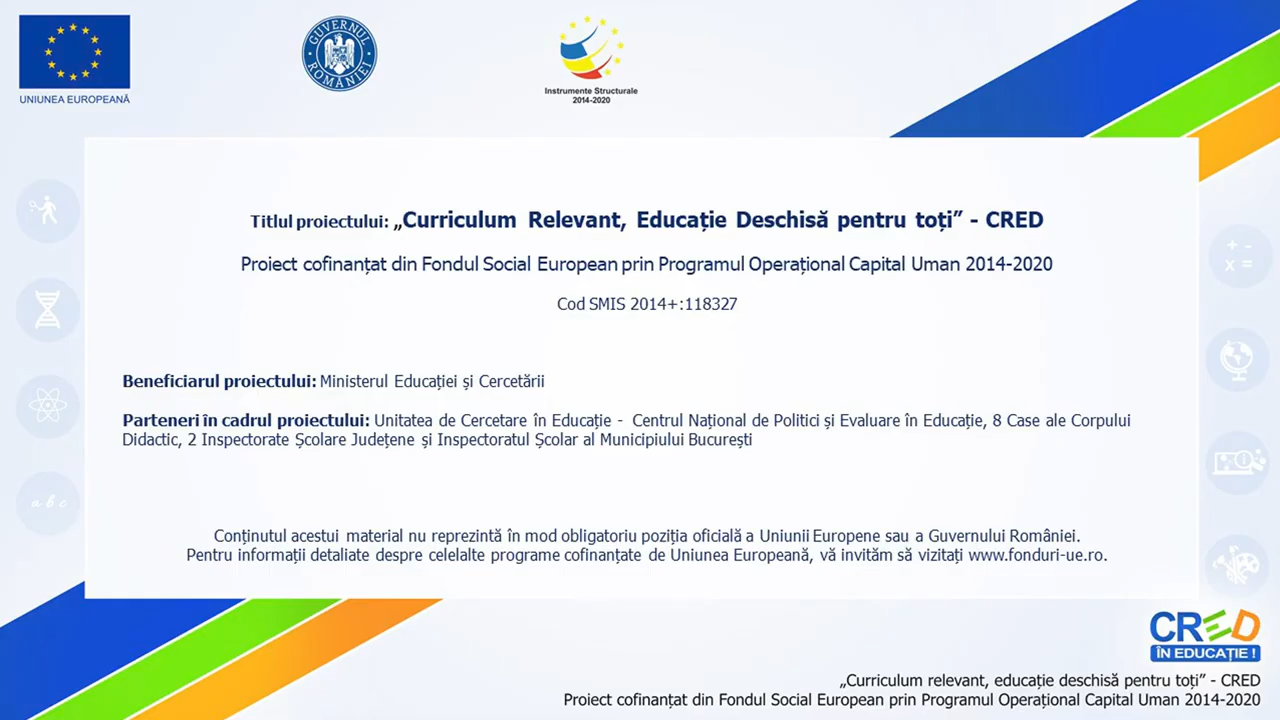 UNIUNEA EUROPEANĂ
GUVERNUL ROMÂNIEI
Instrumente Structurale
2014-2020
Titlul proiectului: „Curriculum Relevant, Educație Deschisă pentru toți” - CRED
Proiect cofinanțat din Fondul Social European prin Programul Operațional Capital Uman 2014-2020
Cod SMIS 2014+:118327
Beneficiarul proiectului: Ministerul Educației și Cercetării
Parteneri în cadrul proiectului: Unitatea de Cercetare în Educație - Centrul Național de Politici și Evaluare în Educație, 8 Case ale Corpului
Didactic, 2 Inspectorate Școlare Județene și Inspectoratul Școlar al Municipiului București
a b c
+ -
x =
Conținutul acestui material nu reprezintă în mod obligatoriu poziția oficială a Uniunii Europene sau a Guvernului României.
Pentru informații detaliate despre celelalte programe cofinanțate de Uniunea Europeană, vă invităm să vizitați www.fonduri-ue.ro.
CRED
ÎN EDUCAȚIE !
„Curriculum relevant, educație deschisă pentru toți” - CRED
Proiect cofinanțat din Fondul Social European prin Programul Operațional Capital Uman 2014-2020